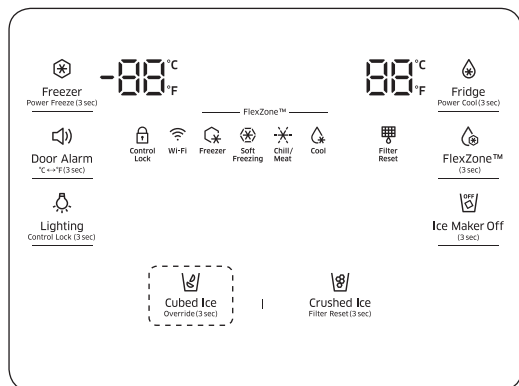 -88 °C °F
88 °C °F
Freezer
Power Freeze (3 sec)
Fridge
Power Cool (3 sec)
FlexZone™
Control Lock
Wi-Fi
Freezer
Soft Freezing
Chill/ Meat
Cool
Filter Reset
Door Alarm
°C↔°F (3 sec)
FlexZone™
(3 sec)
Lighting
Control Lock (3 sec)
OFF
Ice Maker Off
(3 sec)
Cubed Ice
Override (3 sec)
|
Crushed Ice
Filter Reset (3 sec)